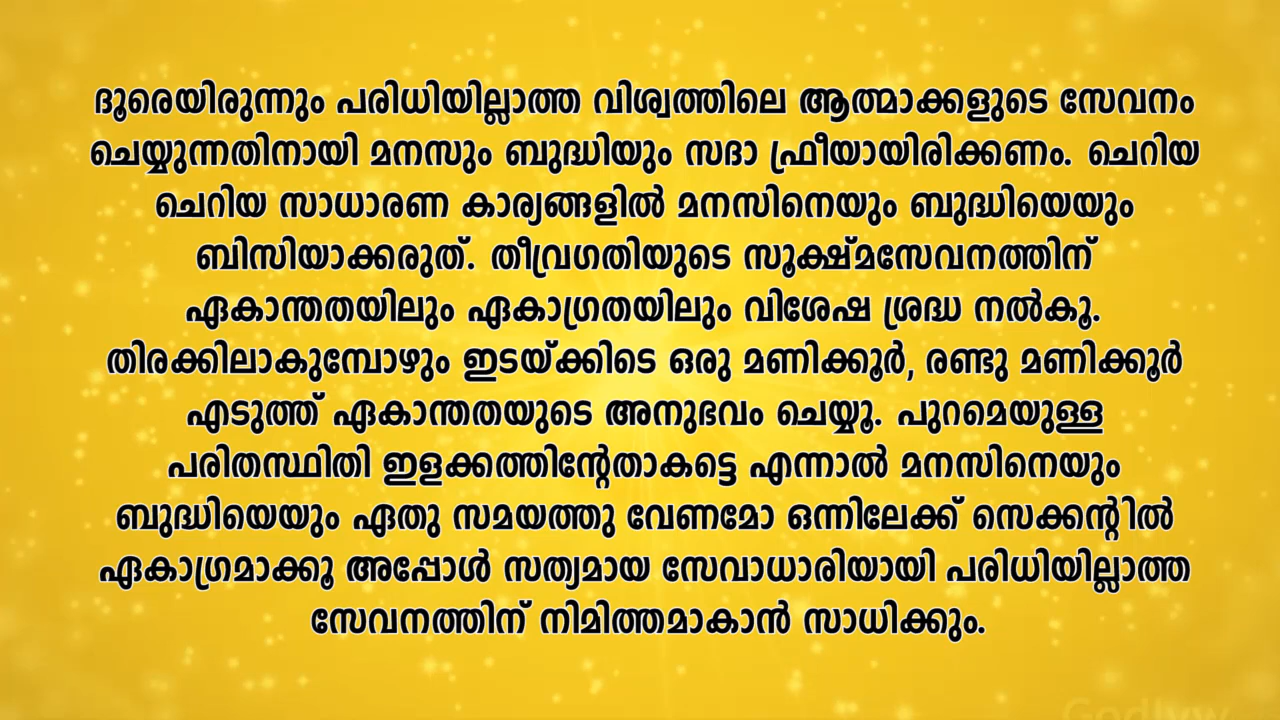 ദൂരെയിരുന്നും പരിധിയില്ലാത്ത വിശ്വത്തിലെ ആത്മാക്കളുടെ സേവനം
ചെയ്യുന്നതിനായി മനസും ബുദ്ധിയും സദാ ഫ്രീയായിരിക്കണം. ചെറിയ
ചെറിയ സാധാരണ കാര്യങ്ങളിൽ മനസിനെയും ബുദ്ധിയെയും
ബിസിയാക്കരുത്. തീവ്രഗതിയുടെ സൂക്ഷ്മസേവനത്തിന്
ഏകാന്തതയിലും ഏകാഗ്രതയിലും വിശേഷ ശ്രദ്ധ നൽകൂ.
തിരക്കിലാകുമ്പോഴും ഇടയ്ക്കിടെ ഒരു മണിക്കൂർ, രണ്ടു മണിക്കൂർ
എടുത്ത് ഏകാന്തതയുടെ അനുഭവം ചെയ്യൂ. പുറമെയുള്ള
പരിതസ്ഥിതി ഇളക്കത്തിന്റേതാകട്ടെ എന്നാൽ മനസിനെയും
ബുദ്ധിയെയും ഏതു സമയത്തു വേണമോ ഒന്നിലേക്ക് സെക്കന്റിൽ
ഏകാഗ്രമാക്കൂ അപ്പോൾ സത്യമായ സേവാധാരിയായി പരിധിയില്ലാത്ത
സേവനത്തിന് നിമിത്തമാകാൻ സാധിക്കും.